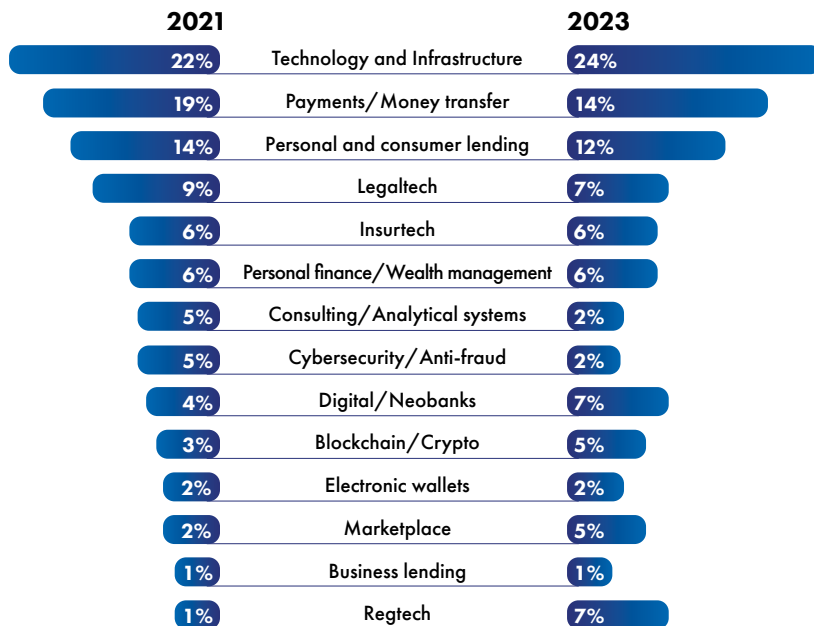 2021 2023
22% Technology and Infrastructure 24%
19% Payments/Money transfer 14%
14% Personal and consumer lending 12%
9% Legaltech 7%
6% Insurtech 6%
6% Personal finance/Wealth management 6%
5% Consulting/Analytical systems 2%
5% Cybersecurity/Anti-fraud 2%
4% Digital/Neobanks 7%
3% Blockchain/Crypto 5%
2% Electronic wallets 2%
2% Marketplace 5%
1% Business lending 1%
1% Regtech 7%